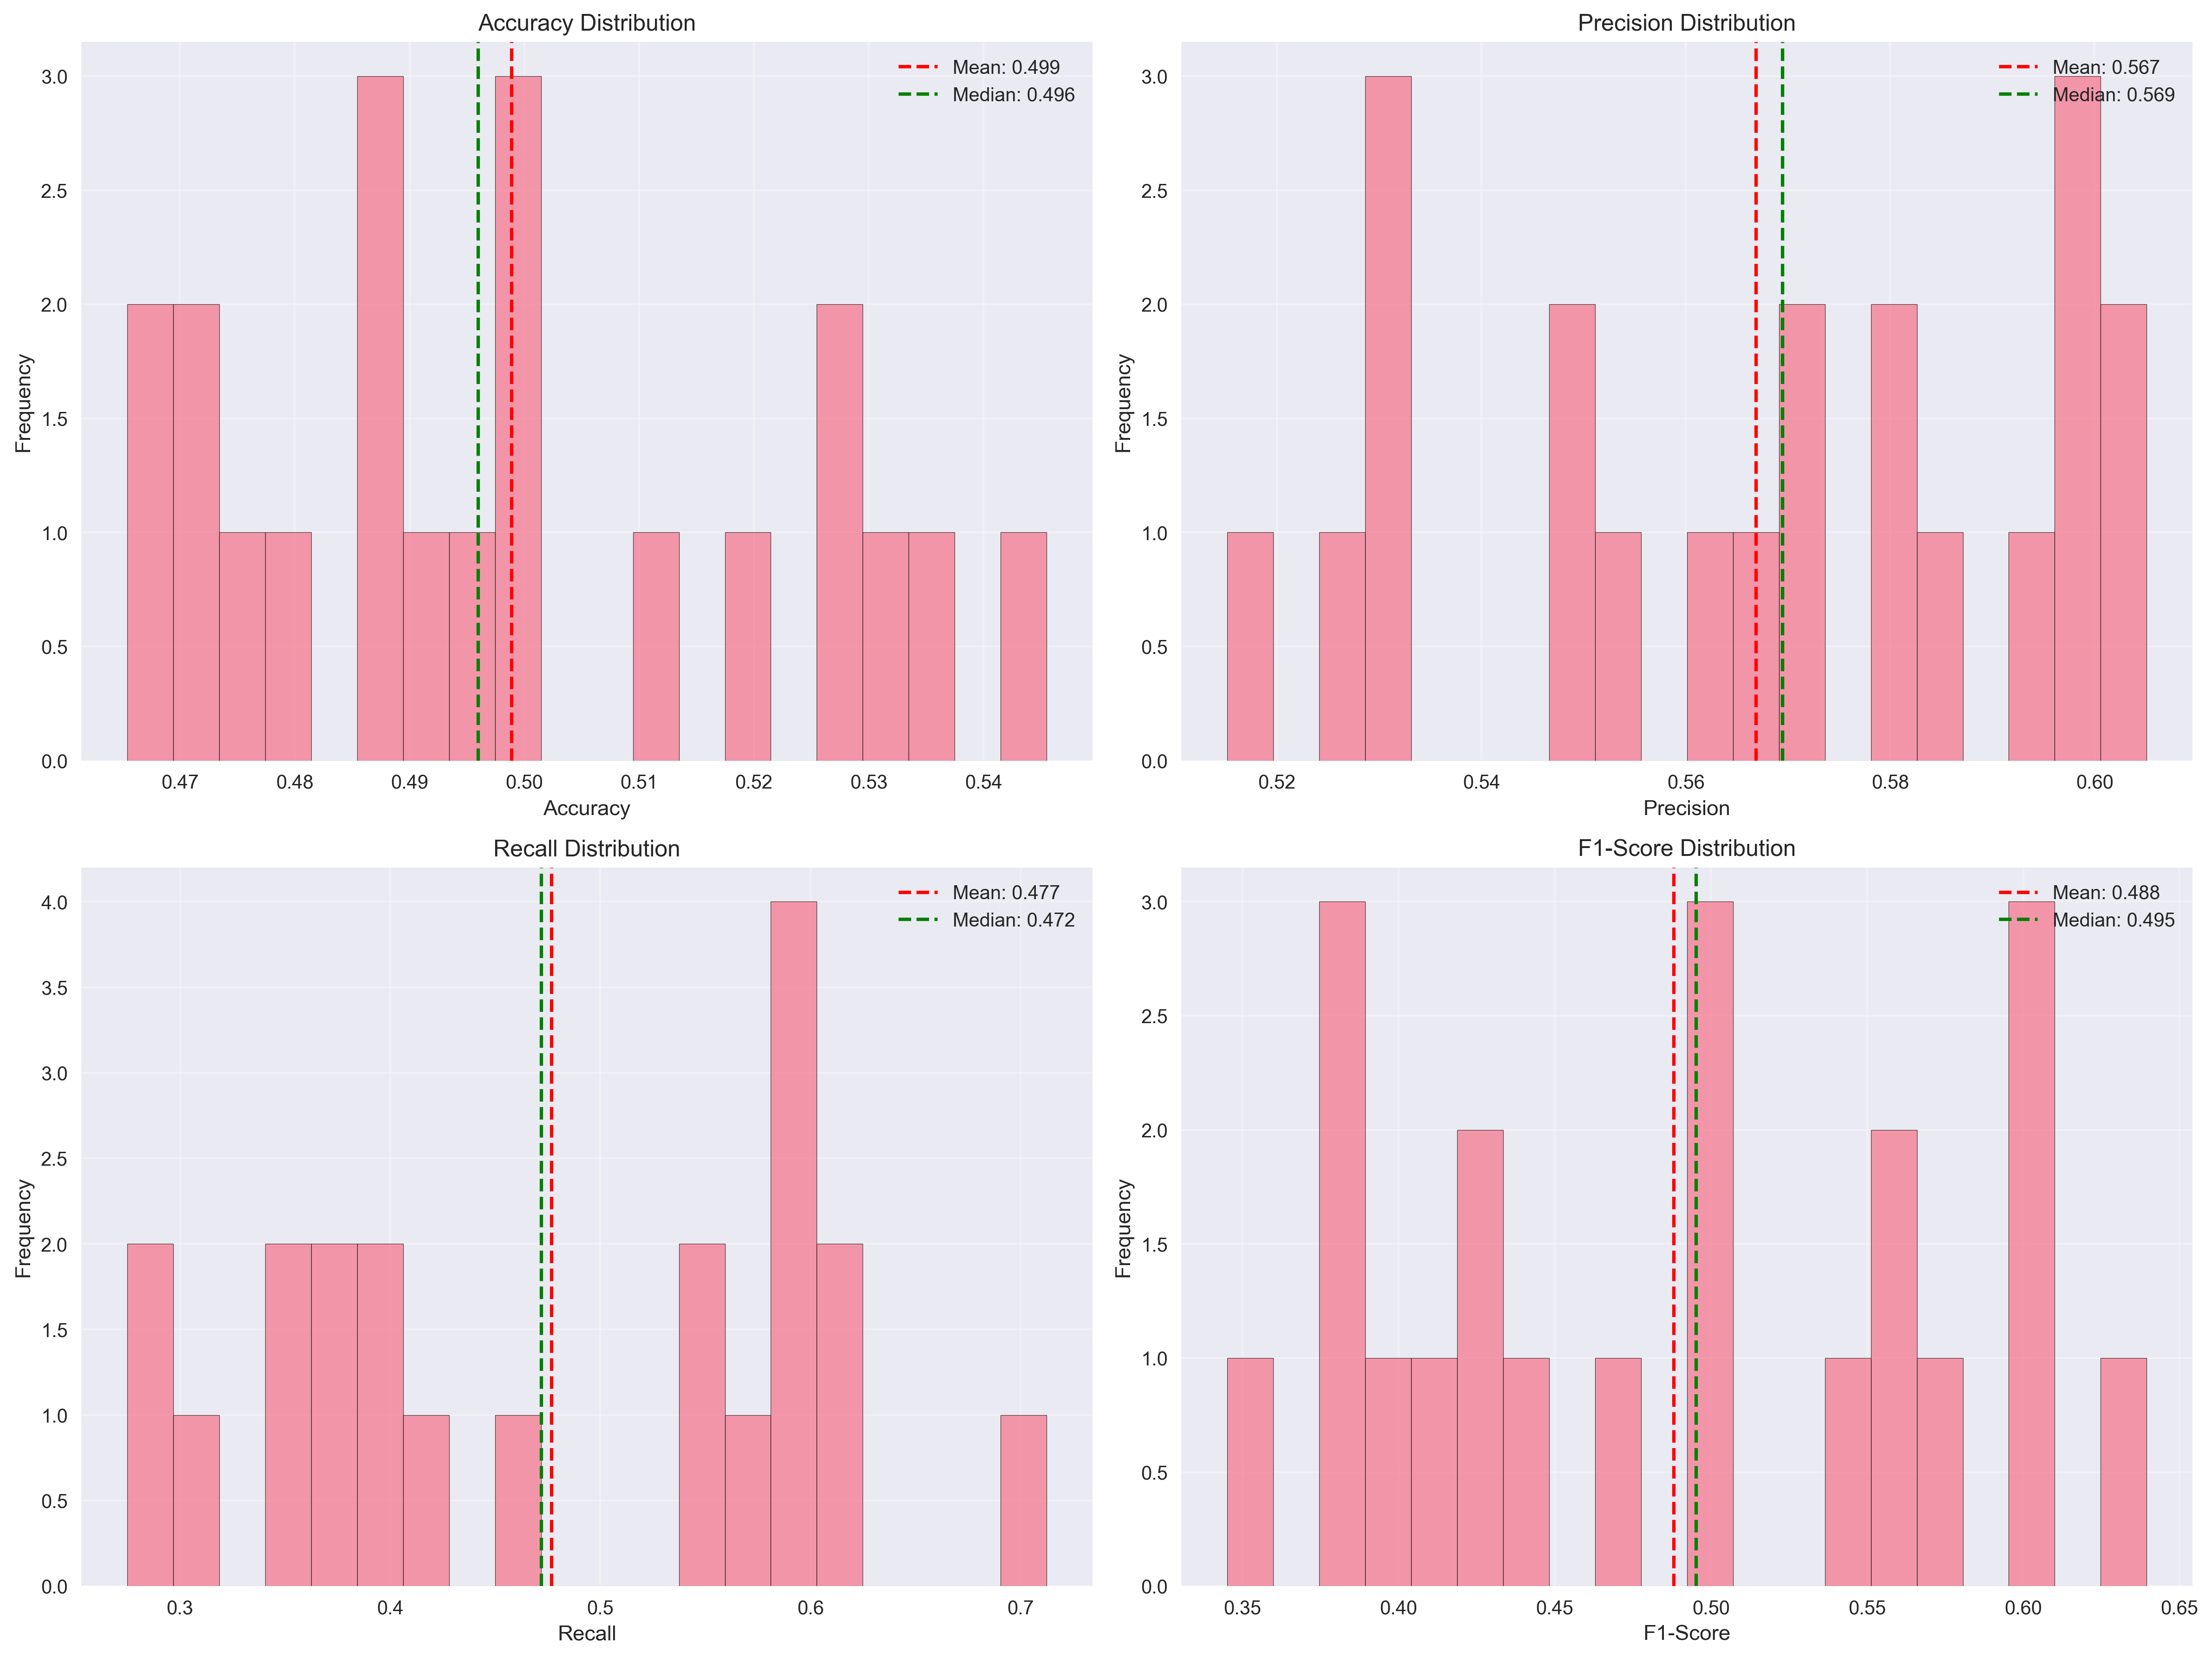 Accuracy Distribution
Mean: 0.499
Median: 0.496
3.0
2.5
2.0
1.5
1.0
0.5
0.0
Frequency
0.47 0.48 0.49 0.50 0.51 0.52 0.53 0.54
Accuracy
Precision Distribution
Mean: 0.567
Median: 0.569
3.0
2.5
2.0
1.5
1.0
0.5
0.0
Frequency
0.52 0.54 0.56 0.58 0.60
Precision
Recall Distribution
Mean: 0.477
Median: 0.472
4.0
3.5
3.0
2.5
2.0
1.5
1.0
0.5
0.0
Frequency
0.3 0.4 0.5 0.6 0.7
Recall
F1-Score Distribution
Mean: 0.488
Median: 0.495
3.0
2.5
2.0
1.5
1.0
0.5
0.0
Frequency
0.35 0.40 0.45 0.50 0.55 0.60 0.65
F1-Score